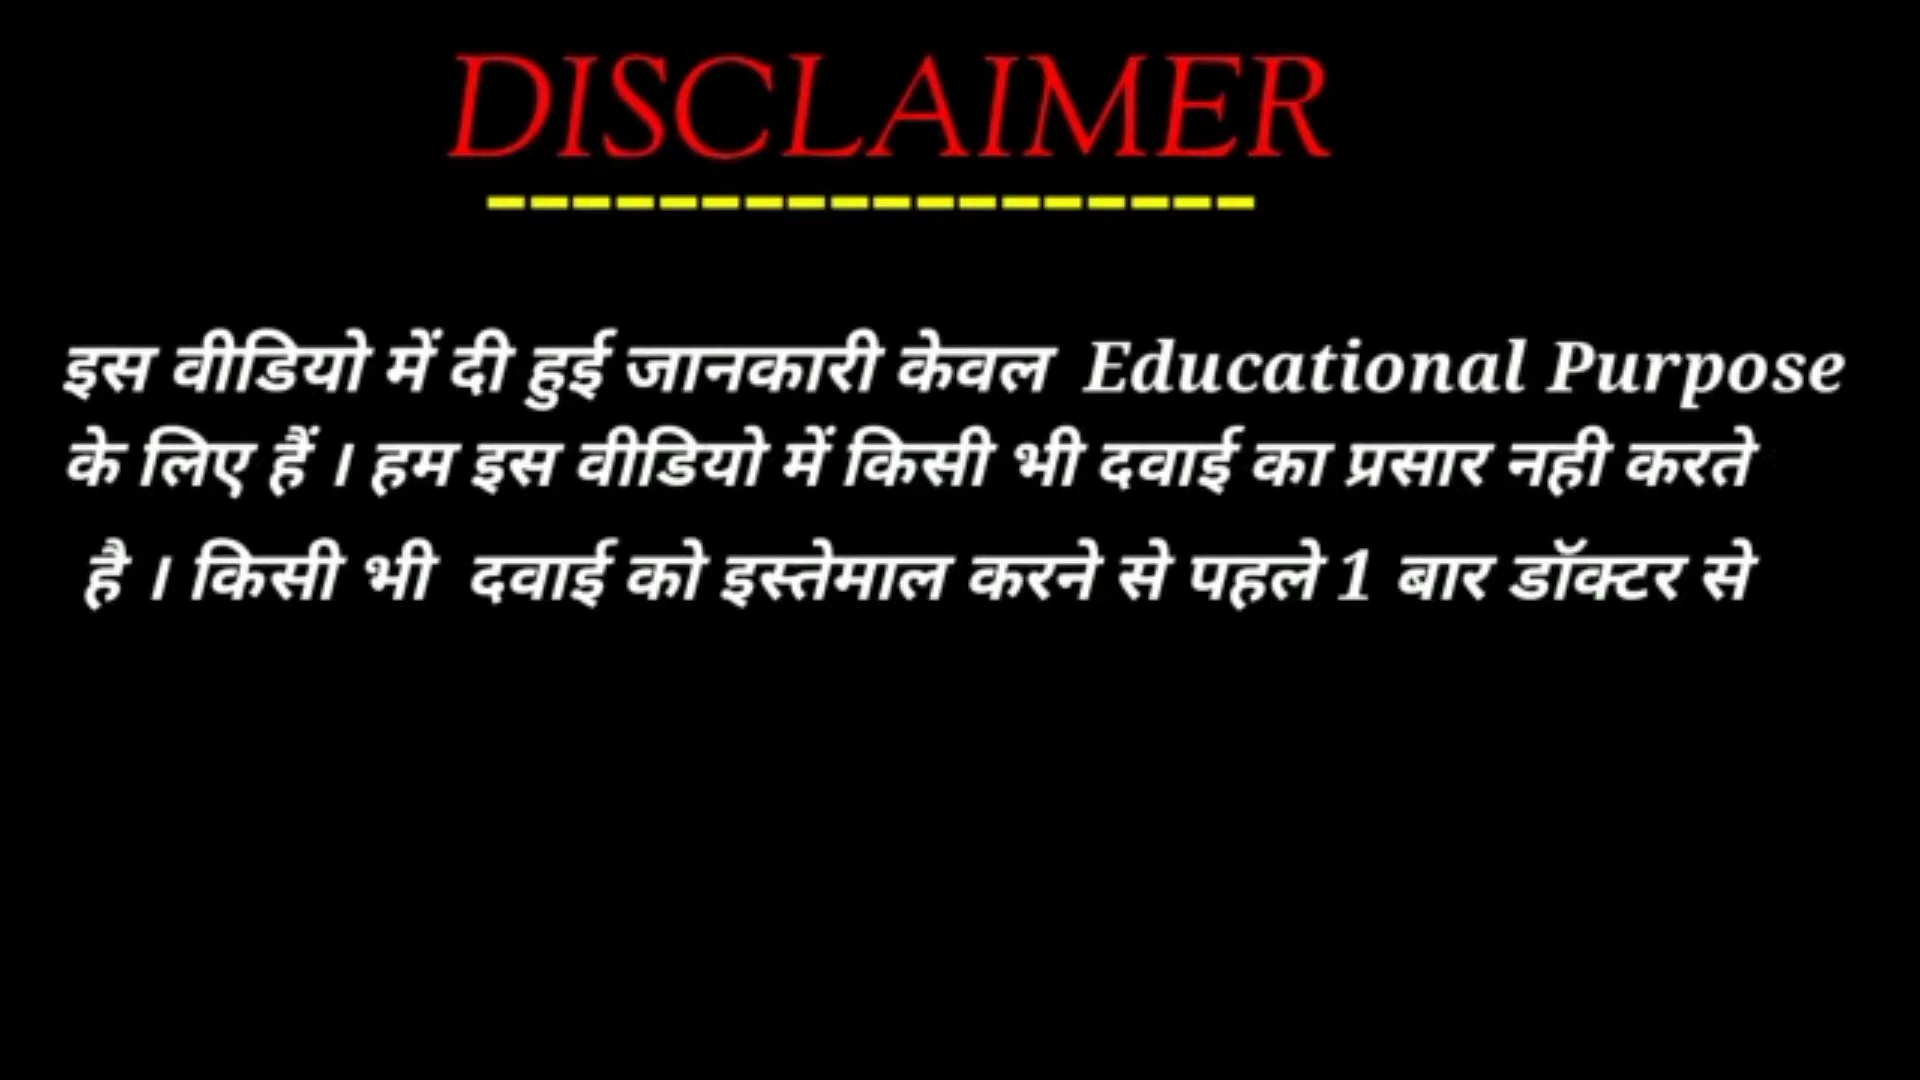 DISCLAIMER
------------------
इस वीडियो में दी हुई जानकारी केवल Educational Purpose
के लिए हैं । हम इस वीडियो में किसी भी दवाई का प्रसार नही करते
है । किसी भी दवाई को इस्तेमाल करने से पहले 1 बार डॉक्टर से